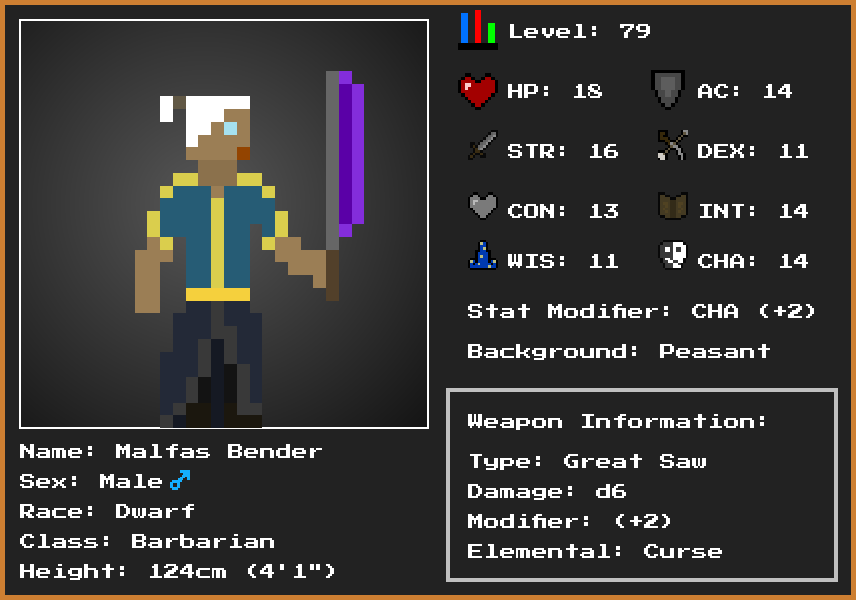 Level: 79
HP: 18
AC: 14
STR: 16
DEX: 11
CON: 13
INT: 14
WIS: 11
CHA: 14
Stat Modifier: CHA (+2)
Background: Peasant
Weapon Information:
Type: Great Saw
Damage: d6
Modifier: (+2)
Elemental: Curse
Name: Malfas Bender
Sex: Male ♂
Race: Dwarf
Class: Barbarian
Height: 124cm (4'1")